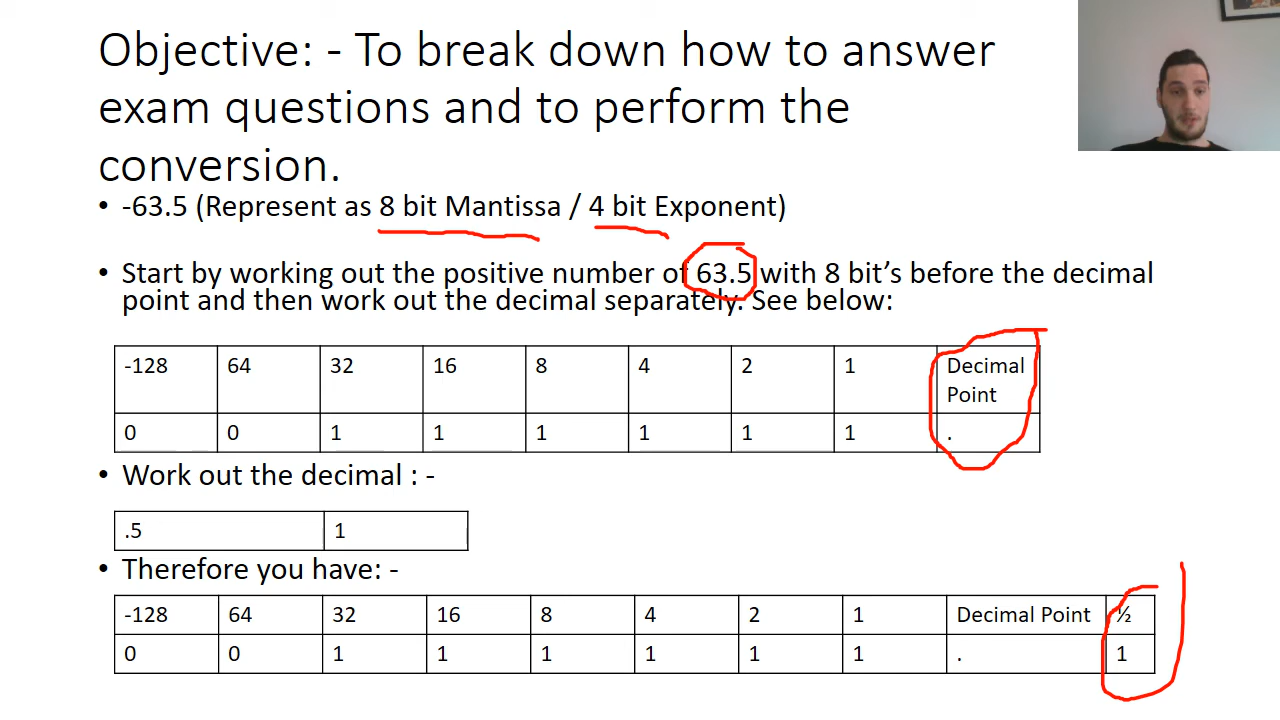 Objective: - To break down how to answer
exam questions and to perform the
conversion.
• -63.5 (Represent as 8 bit Mantissa / 4 bit Exponent)
• Start by working out the positive number of 63.5 with 8 bit's before the decimal
point and then work out the decimal separately. See below:
-128 64 32 16 8 4 2 1 Decimal
Point
0 0 1 1 1 1 1 1 .
• Work out the decimal : -
.5 1
• Therefore you have: -
-128 64 32 16 8 4 2 1 Decimal Point ½
0 0 1 1 1 1 1 1 . 1